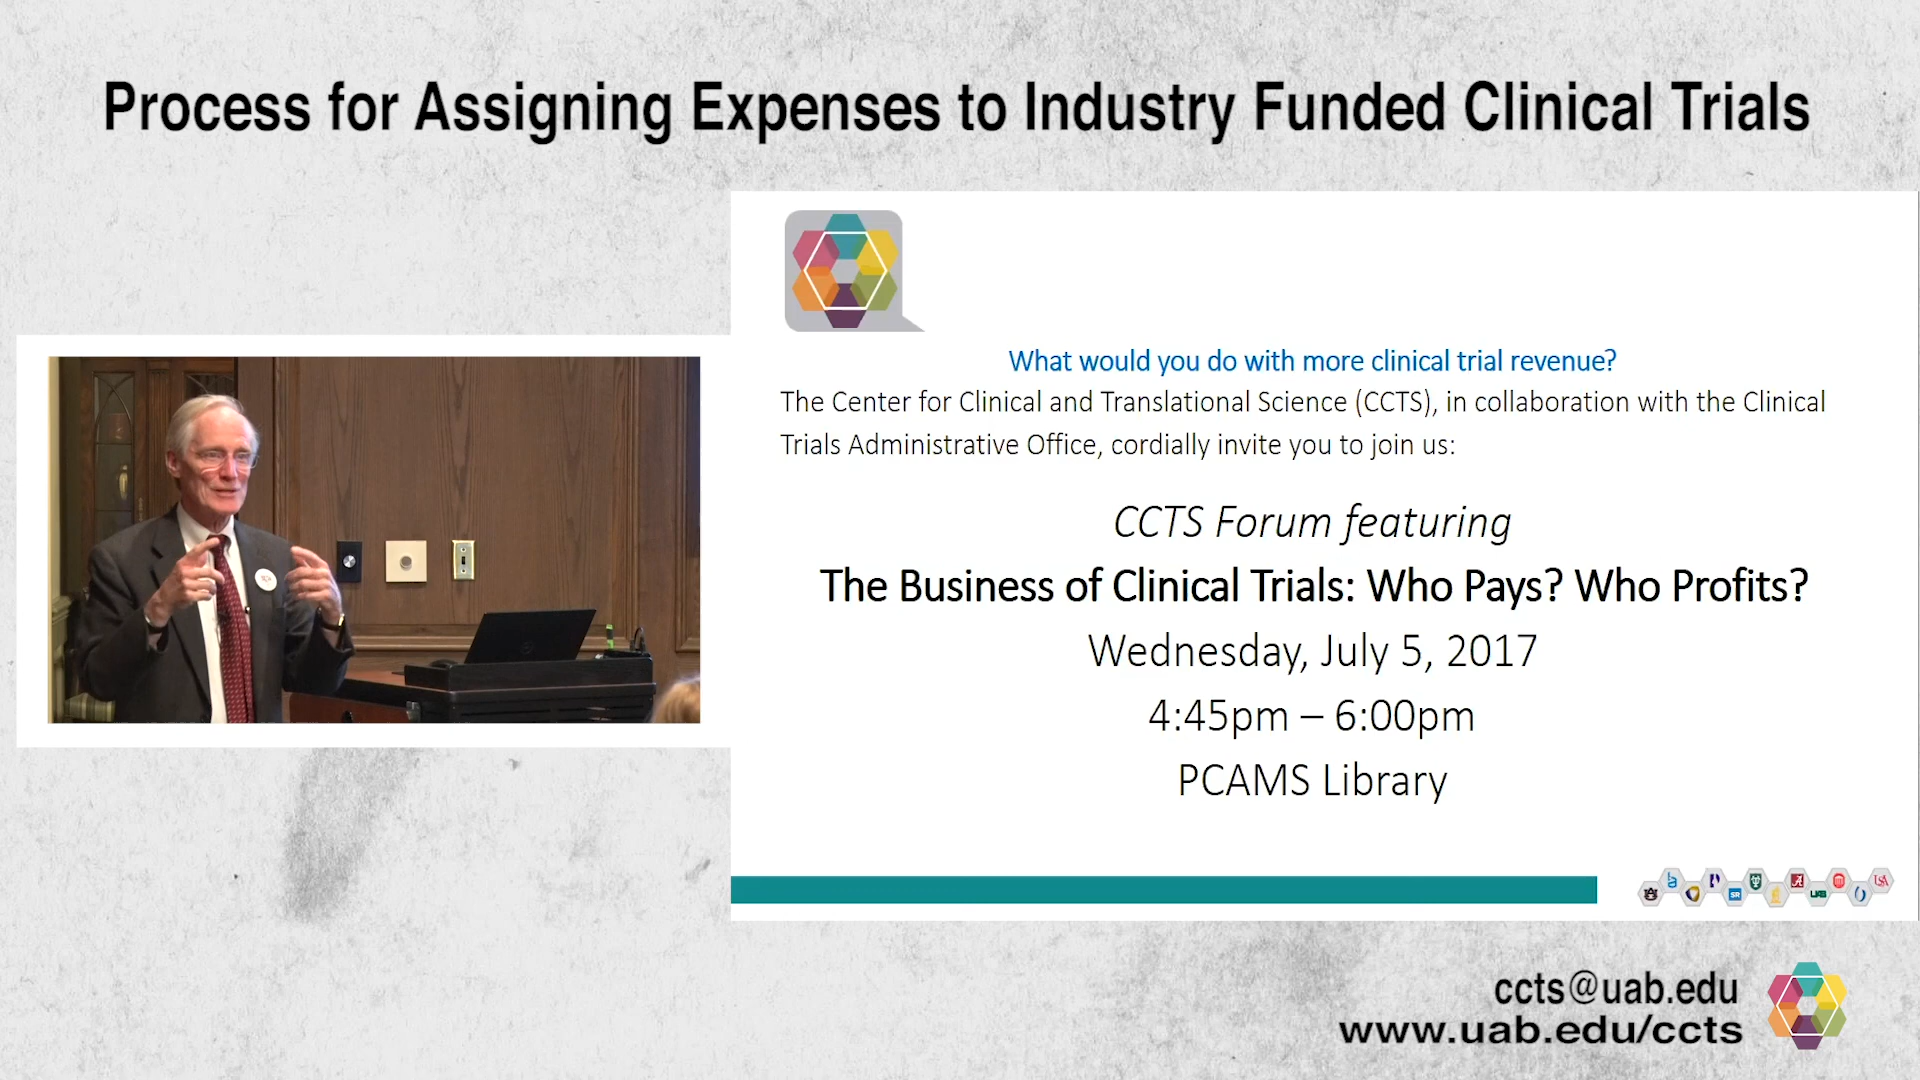 Process for Assigning Expenses to Industry Funded Clinical Trials
What would you do with more clinical trial revenue?
The Center for Clinical and Translational Science (CCTS), in collaboration with the Clinical
Trials Administrative Office, cordially invite you to join us:
CCTS Forum featuring
The Business of Clinical Trials: Who Pays? Who Profits?
Wednesday, July 5, 2017
4:45pm – 6:00pm
PCAMS Library
ccts@uab.edu
www.uab.edu/ccts